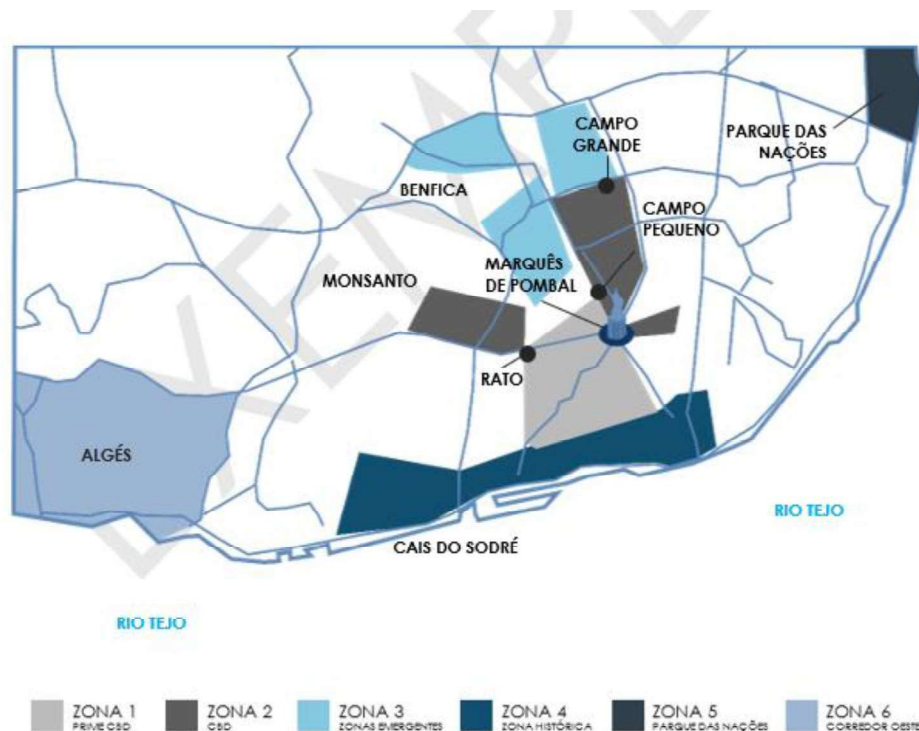 CAMPO
GRANDE
PARQUE DAS
NAÇÕES
BENFICA
CAMPO
PEQUENO
MARQUÊS
DE POMBAL
MONSANTO
RATO
ALGÉS
RIO TEJO
CAIS DO SODRÉ
RIO TEJO
ZONA 1
PRIME CBD
ZONA 2
CBD
ZONA 3
ZONAS EMERGENTES
ZONA 4
ZONA HISTÓRICA
ZONA 5
PARQUE DAS NAÇÕES
ZONA 6
CORREDOR OESTE